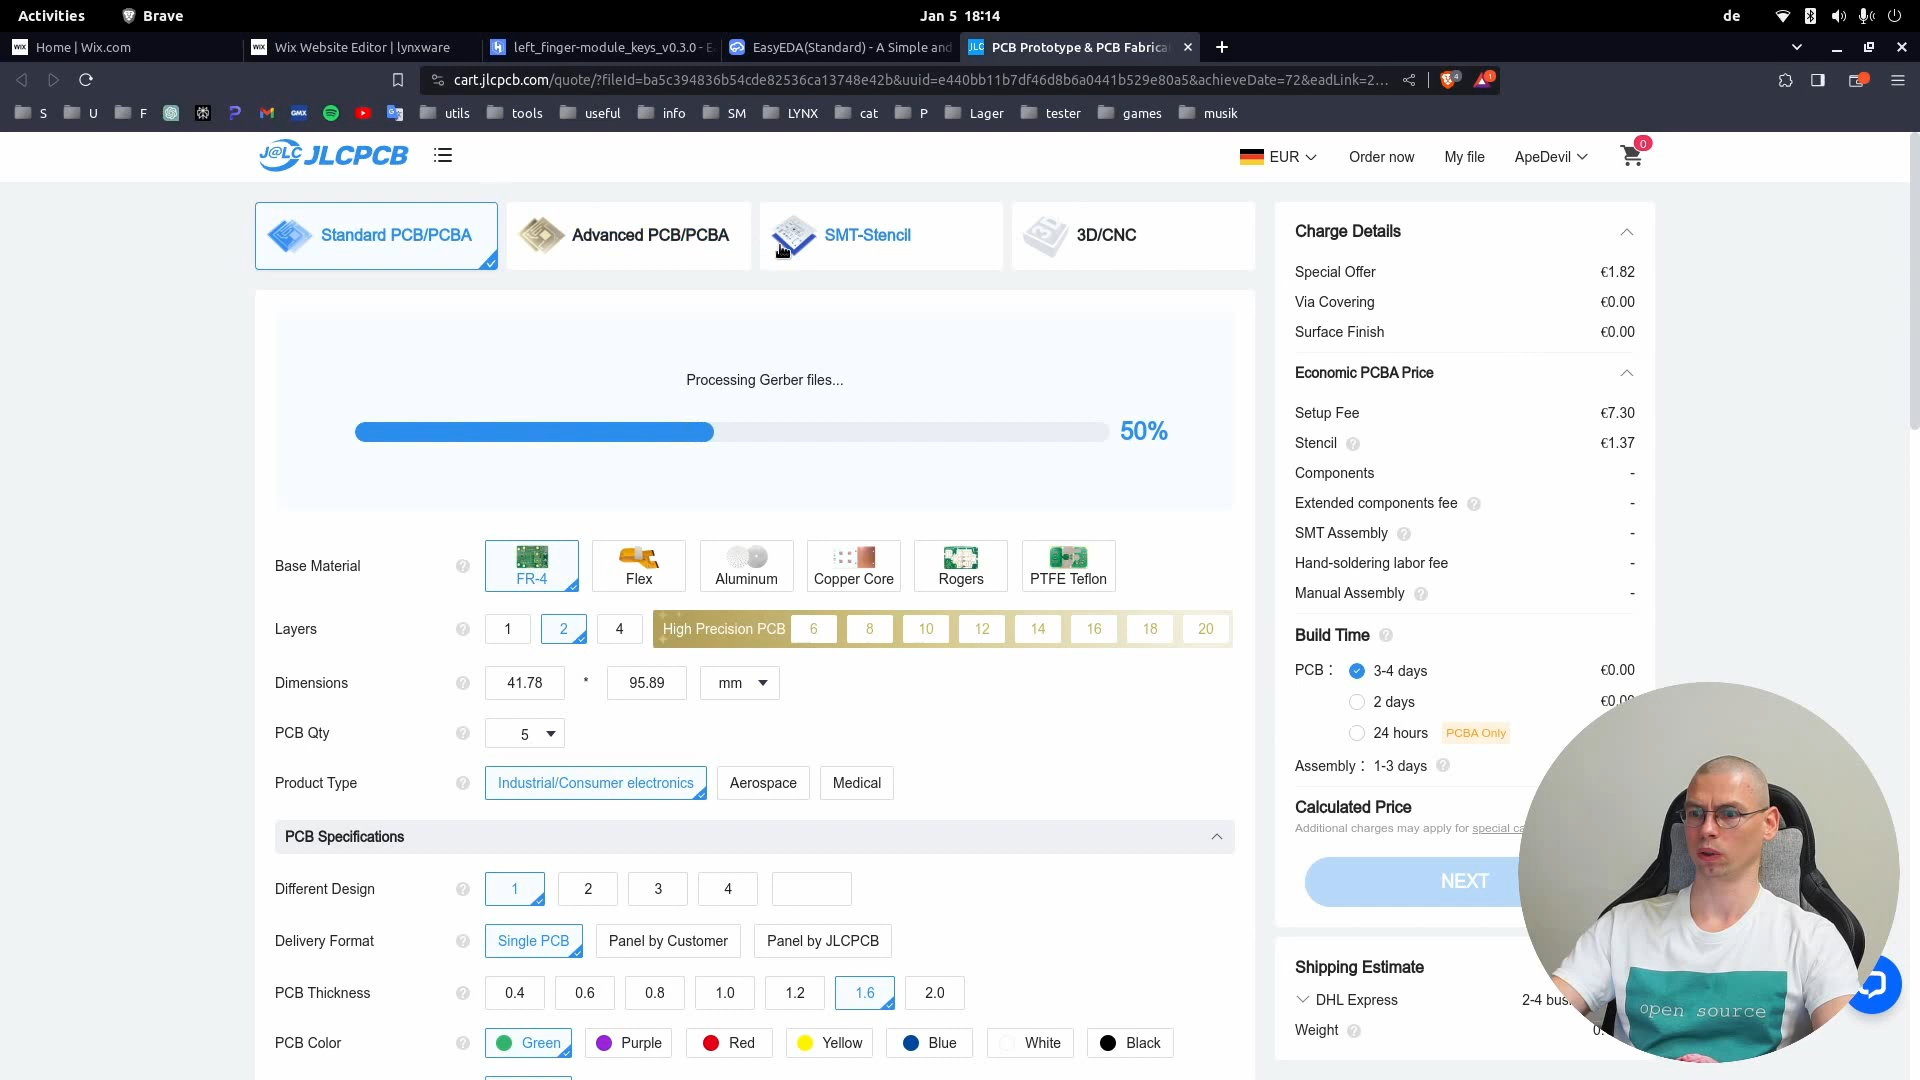 Activities
Brave
Jan 5 18:14
de
Home | Wix.com
Wix Website Editor | lynxware
left_finger-module_keys_v0.3.0 - E
EasyEDA(Standard) - A Simple and
PCB Prototype & PCB Fabrica
cart.jlcpcb.com/quote/?fileId=ba5c394836b54cde82536ca13748e42b&uuid=e440bb11b7df46d8b6a0441b529e80a5&achieveDate=72&eadLink=2...
S
U
F
utils
tools
useful
info
SM
LYNX
cat
P
Lager
tester
games
musik
J@LC JLCPCB
EUR
Order now
My file
ApeDevil
0
Standard PCB/PCBA
Advanced PCB/PCBA
SMT-Stencil
3D/CNC
Processing Gerber files...
50%
Base Material
FR-4
Flex
Aluminum
Copper Core
Rogers
PTFE Teflon
Layers
1
2
4
High Precision PCB
6
8
10
12
14
16
18
20
Dimensions
41.78
*
95.89
mm
PCB Qty
5
Product Type
Industrial/Consumer electronics
Aerospace
Medical
PCB Specifications
Different Design
1
2
3
4
Delivery Format
Single PCB
Panel by Customer
Panel by JLCPCB
PCB Thickness
0.4
0.6
0.8
1.0
1.2
1.6
2.0
PCB Color
Green
Purple
Red
Yellow
Blue
White
Black
Charge Details
Special Offer
€1.82
Via Covering
€0.00
Surface Finish
€0.00
Economic PCBA Price
Setup Fee
€7.30
Stencil
€1.37
Components
-
Extended components fee
-
SMT Assembly
-
Hand-soldering labor fee
-
Manual Assembly
-
Build Time
PCB :
3-4 days
€0.00
2 days
€0.00
24 hours
PCBA Only
Assembly :
1-3 days
Calculated Price
Additional charges may apply for special ca
NEXT
Shipping Estimate
DHL Express
2-4 bus
Weight
0.
open source